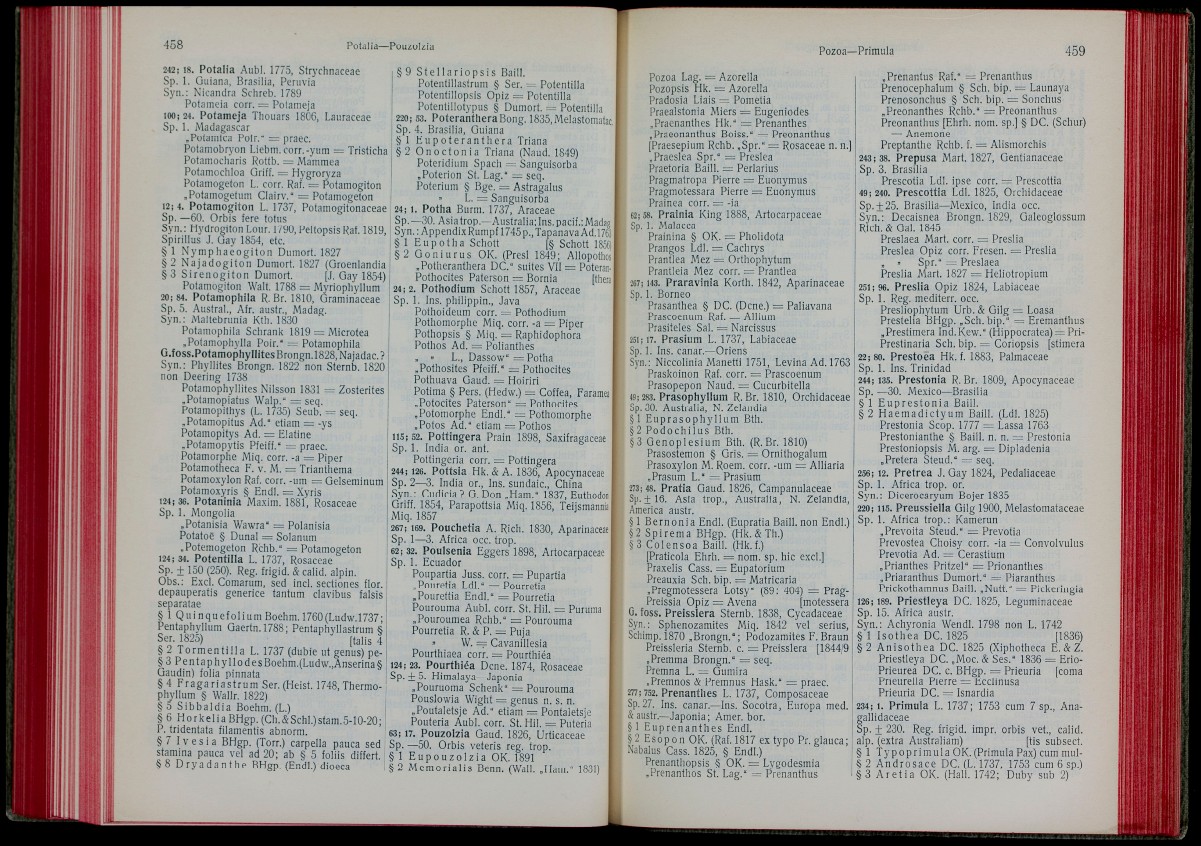 458
Potalia—Pouzolzia
242; 18. Potalia Aubl. 1775, Strychnaceae
Sp. 1. Guiana, Brasilia, Peruvia
Syn.: Nicandra Schreb. 1789
Potameia corr. = Potameja
100; 24. Potameja Thouars 1806, Lauraceae
Sp. 1. Madagascar
„Potamica Poir.“ = praec.
Potamobryon Liebm. corr. -yum = Tristicha
Potamocharis Rottb. = Mammea
Potamochloa Griff. = Hygroryza
Potamogeton L. corr. Raf. = Potamogiton
„Potamogetum Clairv.“ = Potamogeton
12; 4. Potamogiton L. 1737, Potamogitonaceae
Sp. —60. Orbis fere totus
Syn.: Hydrogiton Lour. 1790, Peltopsis Raf. 1819,
Spirillus J. Gay 1854, etc.
§ 1 Nymphaeogiton Dumort. 1827
§ 2 Najadogiton Dumort. 1827 (Groenlandia
§ 3 Sirenogiton Dumort. [J. Gay 1854)
Potamogiton Walt. 1788 = Myriophyllum
20; 84. Potamophila R. Br. 1810, Graminaceae
Sp. 5. Austral., Afr. austr., Madag.
Syn.: Maltebrunia Kth. 1830
Potamophila Schrank 1819 = Microtea
„Potamophylla Poir.“ = Potamophila
G.foss. Potamophyllites Brongn. 1828, Najadac.?
Syn.: Phyllites Brongn. 1822 non Sternb. 1820
non Deering 1738
Potamophyllites Nilsson 1831 = Zosterites
„Potamopiatus Walp.“ = seq.
Potamopithys (L. 1735) Seub. = seq.
„Potamopitus Ad.“ etiam = -ys
Potamopitys Ad. = Elatine
„Potamopytis Pfeiff.“ = praec.
Potamorphe Miq. corr. -a = Piper
Potamotheca F. v. M. = Trianthema
Potamoxylon Raf. corr. -um = Gelseminum
Potamoxyris § Endl. = Xyris
124; 36. Potaninia Maxim. 1881, Rosaceae
Sp. 1. Mongolia
„Potanisia Wawra“ = Polanisia
Potatoë § Dunal = Solanum
„Potemogeton Rchb.“ = Potamogeton
124; 34. Potentilla L. 1737, Rosaceae
Sp. ± 150 (250). Reg. frigid. & calid. alpin.
Obs.: Excl. Comarum, sed incl. sectiones flor.
depauperatis generice tantum clavibus falsis
separatae
§ 1 Quinquefolium Boehm. 1760 (Ludw. 1737;
Pentaphyllum Gaertn. 1788; Pentaphyllastrum §
Ser. 1825) [talis 4
§ 2 Tormentilla L. 1737 (dubie ut genus) pe-
§ 3 Pentaphyllodes Boehm. (Ludw., Anserina §
Gaudin) folia pinnata
§ 4 Fragariastrum Ser. (Heist. 1748, Thermo-
phyllum § Wallr. 1822)
§ 5 Sibbaldia Boehm. (L.)
§ 6 Horkelia BHgp. (Ch. & Schl.) stam. 5-10-20;
P. tridentata filamentis abnorm.
§ 7 Ivesia BHgp. (Torr.) carpella pauca sed
stamina pauca vel ad 20; ab § 5 foliis differt.
§ 8 Dryadanthe BHgp. (Endl.) dioeca
§ 9 Stellariopsis Baill.
Potentillastrum § Ser. = Potentilla
Potentillopsis Opiz = Potentilla
Potentillotypus § Dumort. = Potentilla
220; 53. Poteranthera Bong. 1835, Melastomatac.
Sp. 4. Brasilia, Guiana
§ 1 Eupoteranthera Triana
§ 2 Onoctonia Triana (Naud. 1849)
Poteridium Spach = Sanguisorba
„Poterion St. Lag.“ = seq.
Poterium § Bge. = Astragalus
„ L. = Sanguisorba
24; 1. Potha Burm. 1737, Araceae
Sp. —30. Asia trop.—Australia; Ins. pacif.; Madag
Syn.: Appendix Rumpf 1745 p., Tapanava Ad. 176
§ 1 Eupotha Schott [§ Schott 1856
§ 2 Goniurus OK. (Presl 1849; Allopothos
„Potheranthera DC.“ suites VII = Poteran-
Pothocites Paterson = Bornia [thera
24; 2. Pothodium Schott 1857, Araceae
Sp. 1. Ins. philippin., Java
Pothoideum corr. = Pothodium
Pothomorphe Miq. corr. -a = Piper
Pothopsis § Miq. = Raphidophora
Pothos Ad. = Polianthes
„ „ L., Dassow“ = Potha
„Pothosites Pfeiff.“ = Pothocites
Pothuava Gaud. = Hoiriri
Potima § Pers. (Hedw.) = Coffea, Faramea
„Potocites Paterson“ = Pothocites
„Potomorphe Endl.“ = Pothomorphe
„Potos Ad.“ etiam = Pothos
115; 52. Pottingera Prain 1898, Saxifragaceae
Sp. 1. India or. ant.
Pottingeria corr. = Pottingera
244; 126. Pottsia Hk. & A. 1836, Apocynaceae
Sp. 2—3. India or., Ins. sundaic., China
Syn.: Cudicia? G. Don „Ham.“ 1837, Euthodon
Griff. 1854, Parapottsia Miq. 1856, Teijsmannia
Miq. 1857
267; 169. Pouchetia A. Rich. 1830, Aparinaceae
Sp. 1—3. Africa occ. trop.
62; 32. Poulsenia Eggers 1898, Artocarpaceae
Sp. 1. Ecuador
Poupartia Juss. corr. = Pupartia
„Pouretia Ldl.“ = Pourretia
„Pourettia Endl.“ = Pourretia
Pourouma Aubl. corr. St. Hil. = Puruma
„Pouroumea Rchb.“ = Pourouma
Pourretia R. & P. = Puja
„ W. = Cavanillesia
Pourthiaea corr. = Pourthiéa
124; 23. Pourthiéa Dcne. 1874, Rosaceae
Sp. ± 5. Himalaya—Japonia
„Pouruoma Schenk“ = Pourouma
Pouslowia Wight = genus n. s. n.
„Poutaletsje Ad.“ etiam = Pontaletsje
Pouteria Aubl. corr. St. Hil. = Puteria
63; 17. Pouzolzia Gaud. 1826, Urticaceae
Sp. —50. Orbis veteris reg. trop.
§ 1 Eupouzolzia OK. 1891
§ 2 Memorialis Benn. (Wall. „Ham.“ 1831)
Pozoa—Primula
459
Pozoa Lag. = Azorella
Pozopsis Hk. = Azorella
Pradosia Liais = Pometia
Praealstonia Miers = Eugeniodes
„Praenanthes Hk.“ = Prenanthes
„Praeonanthus Boiss.“ = Preonanthus
[Praesepium Rchb. „Spr.“ = Rosaceae n. n.]
„Praeslea Spr.“ = Preslea
Praetoria Baill. = Perlarius
Pragmatropa Pierre = Euonymus
Pragmotessara Pierre = Euonymus
Prainea corr. = -ia
62; 58. Prainia King 1888, Artocarpaceae
Sp. 1. Malacca
Prainina § OK. = Pholidota
Prangos Ldl. = Cachrys
Prantlea Mez = Orthophytum
Prantleia Mez corr. = Prantlea
267; 143. Praravinia Korth. 1842, Aparinaceae
Sp. 1. Borneo
Prasanthea § DC. (Dcne.) = Paliavana
Prascoenum Raf. = Allium
Prasiteles Sal. = Narcissus
251; 17. Prasium L. 1737, Labiaceae
Sp. 1. Ins. canar.—Oriens
Syn.: Niccolinia Manetti 1751, Levina Ad. 1763
Praskoinon Raf. corr. = Prascoenum
Prasopepon Naud. = Cucurbitella
49; 283. Prasophyllum R. Br. 1810, Orchidaceae
Sp. 30. Australia, N. Zelandia
§ 1 Euprasophyllum Bth.
§ 2 Podochilus Bth.
§ 3 Genoplesium Bth. (R. Br. 1810)
Prasostemon § Gris. = Ornithogalum
Prasoxylon M. Roem. corr. -um = Alliaria
„Prasum L.“ = Prasium
273; 48. Pratia Gaud. 1826, Campanulaceae
Sp. ± 16. Asia trop., Australia, N. Zelandia,
America austr.
§ 1 Bernonia Endl. (Eupratia Baill. non Endl.)
§ 2 Spirema BHgp. (Hk. & Th.)
§ 3 Colensoa Baill. (Hk. f.)
[Praticola Ehrh. = nom. sp. hic excl.]
Praxelis Cass. = Eupatorium
Preauxia Sch. bip. = Matricaria
„Pregmotessera Lotsy“ (89: 404) = Prag-
Preissia Opiz = Avena [motessera
G. foss. Preisslera Sternb. 1838, Cycadaceae
Syn.: Sphenozamites Miq. 1842 vel serius,
Schimp. 1870 „Brongn.“; Podozamites F. Braun
Preissleria Sternb. c. = Preisslera [1844/9
„Premma Brongn.“ = seq.
Premna L. = Gumira
„Premnos & Premnus Hask.“ = praec.
277; 752. Prenanthes L. 1737, Composaceae
Sp. 27. Ins. canar.—Ins. Socotra, Europa med.
& austr.—Japonia; Amer. bor.
§ 1 Euprenanthes Endl.
§ 2 Esopon OK. (Raf. 1817 ex typo Pr. glauca;
Nabalus Cass. 1825, § Endl.)
Prenanthopsis § OK. = Lygodesmia
„Prenanthos St. Lag.“ = Prenanthus
„Prenantus Raf.“ = Prenanthus
Prenocephalum § Sch. bip. = Launaya
Prenosonchus § Sch. bip. = Sonchus
„Preonanthes Rchb.“ = Preonanthus
Preonanthus [Ehrh. nom. sp.] § DC. (Schur)
= Anemone
Preptanthe Rchb. f. = Alismorchis
243; 38. Prepusa Mart. 1827, Gentianaceae
Sp. 3. Brasilia
Prescotia Ldl. ipse corr. = Prescottia
49; 240. Prescottia Ldl. 1825, Orchidaceae
Sp. ± 25. Brasilia—Mexico, India occ.
Syn.: Decaisnea Brongn. 1829, Galeoglossum
Rich. & Gal. 1845
Preslaea Mart. corr. = Preslia
Preslea Opiz corr. Fresen. = Preslia
„ „ Spr.“ = Preslaea
Preslia Mart. 1827 = Heliotropium
251; 96. Preslia Opiz 1824, Labiaceae
Sp. 1. Reg. mediterr. occ.
Presliophytum Urb. & Gilg = Loasa
Prestelia BHgp. „Sch. bip.“ = Eremanthus
„Prestimera Ind. Kew.“ (Hippocratea) = Pri-
Prestinaria Sch. bip. = Coriopsis [stimera
22; 80. Prestoëa Hk. f. 1883, Palmaceae
Sp. 1. Ins. Trinidad
244; 135. Prestonia R. Br. 1809, Apocynaceae
Sp. —30. Mexico—Brasilia
§ 1 Euprestonia Baill.
§ 2 Haemadictyum Baill. (Ldl. 1825)
Prestonia Scop. 1777 = Lassa 1763
Prestonianthe § Baill. n. n. = Prestonia
Prestoniopsis M. arg. = Dipladenia
„Pretera Steud.“ = seq.
256; 12. Pretrea J. Gay 1824, Pedaliaceae
Sp. 1. Africa trop. or.
Syn.: Dicerocaryum Bojer 1835
220; 115. Preussiella Gilg 1900, Melastomataceae
Sp. 1. Africa trop.: Kamerun
„Prevoita Steud.“ = Prevotia
Prevostea Choisy corr. -ia = Convolvulus
Prevotia Ad. = Cerastium
„Prianthes Pritzel“ = Prionanthes
„Priaranthus Dumort.“ = Piaranthus
Prickothamnus Baill. „Nutt.“ = Pickeringia
126; 189. Priestleya DC. 1825, Leguminaceae
Sp. 15. Africa austr.
Syn.: Achyronia Wendl. 1798 non L. 1742
§ 1 Isothea DC. 1825 [1836)
§ 2 Anisothea DC. 1825 (Xiphotheca E. & Z.
Priestleya DC. „Moc. & Ses.“ 1836 = Erio-
Prieurea DC. c. BHgp. = Prieuria [coma
Prieurella Pierre = Ecclinusa
Prieuria DC. = Isnardia
234; 1. Primula L. 1737; 1753 cum 7 sp., Ana-
gallidaceae
Sp. ± 230. Reg. frigid. impr. orbis vet., calid.
alp. (extra Australiam) [tis subsect.
§ 1 Typoprimula OK. (Primula Pax) cum mul-
§ 2 Androsace DC. (L. 1737, 1753 cum 6 sp.)
§ 3 Aretia OK. (Hall. 1742; Duby sub 2)